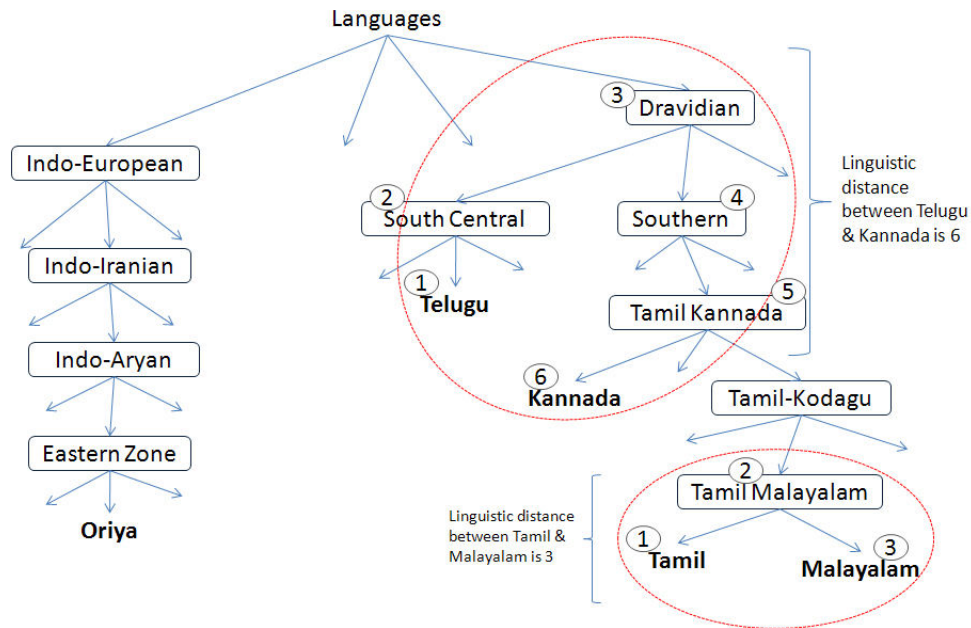 Languages
3
Dravidian
Indo-European
Linguistic
distance
between Telugu
& Kannada is 6
2
South Central
4
Southern
Indo-Iranian
1
Telugu
5
Tamil Kannada
Indo-Aryan
6
Kannada
Tamil-Kodagu
Eastern Zone
2
Tamil Malayalam
Linguistic distance
between Tamil &
Malayalam is 3
1
Tamil
3
Malayalam
Oriya